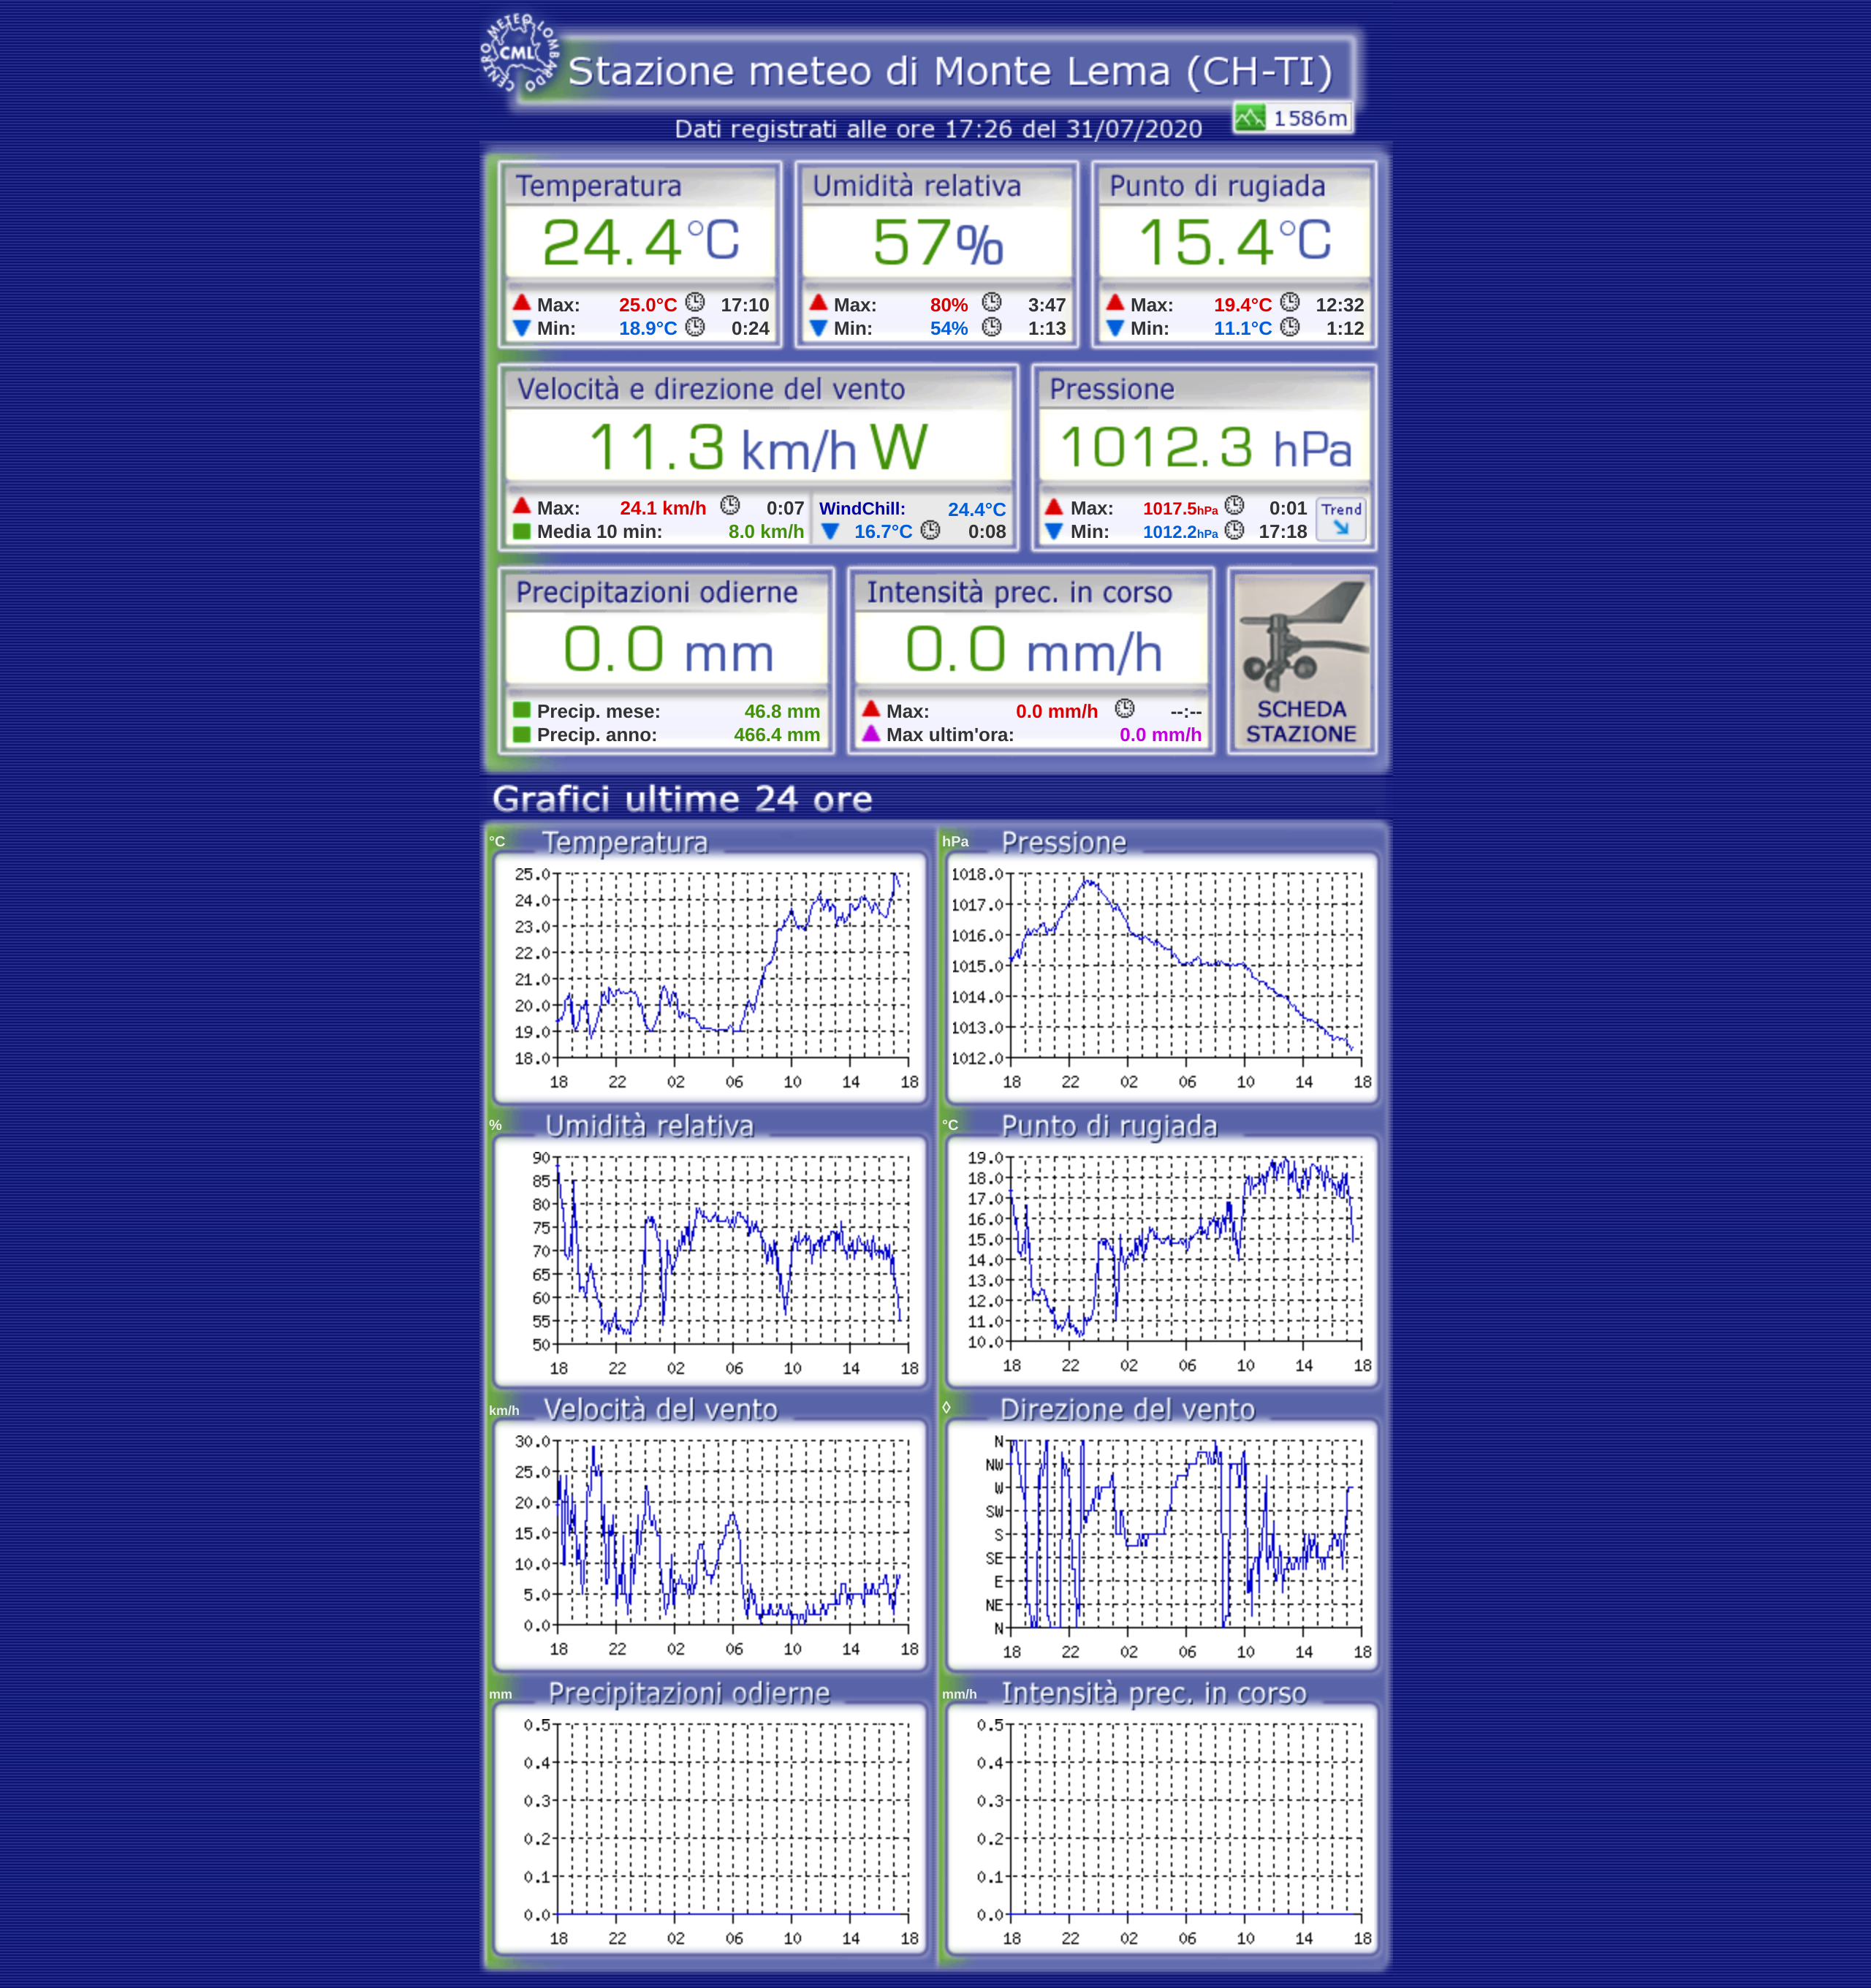 CENTRO METEO LOMBARDO
CML
Stazione meteo di Monte Lema (CH-TI)
1586m
Dati registrati alle ore 17:26 del 31/07/2020
Temperatura
24.4°C
Max: 25.0°C 17:10
Min: 18.9°C 0:24
Umidità relativa
57%
Max: 80% 3:47
Min: 54% 1:13
Punto di rugiada
15.4°C
Max: 19.4°C 12:32
Min: 11.1°C 1:12
Velocità e direzione del vento
11.3 km/h W
Max: 24.1 km/h 0:07
Media 10 min: 8.0 km/h
WindChill: 24.4°C
16.7°C 0:08
Pressione
1012.3 hPa
Max: 1017.5hPa 0:01
Min: 1012.2hPa 17:18
Trend
Precipitazioni odierne
0.0 mm
Precip. mese: 46.8 mm
Precip. anno: 466.4 mm
Intensità prec. in corso
0.0 mm/h
Max: 0.0 mm/h --:--
Max ultim'ora: 0.0 mm/h
SCHEDA
STAZIONE
Grafici ultime 24 ore
°C Temperatura
25.0
24.0
23.0
22.0
21.0
20.0
19.0
18.0
18 22 02 06 10 14 18
hPa Pressione
1018.0
1017.0
1016.0
1015.0
1014.0
1013.0
1012.0
18 22 02 06 10 14 18
% Umidità relativa
90
85
80
75
70
65
60
55
50
18 22 02 06 10 14 18
°C Punto di rugiada
19.0
18.0
17.0
16.0
15.0
14.0
13.0
12.0
11.0
10.0
18 22 02 06 10 14 18
km/h Velocità del vento
30.0
25.0
20.0
15.0
10.0
5.0
0.0
18 22 02 06 10 14 18
◊ Direzione del vento
N
NW
W
SW
S
SE
E
NE
N
18 22 02 06 10 14 18
mm Precipitazioni odierne
0.5
0.4
0.3
0.2
0.1
0.0
18 22 02 06 10 14 18
mm/h Intensità prec. in corso
0.5
0.4
0.3
0.2
0.1
0.0
18 22 02 06 10 14 18